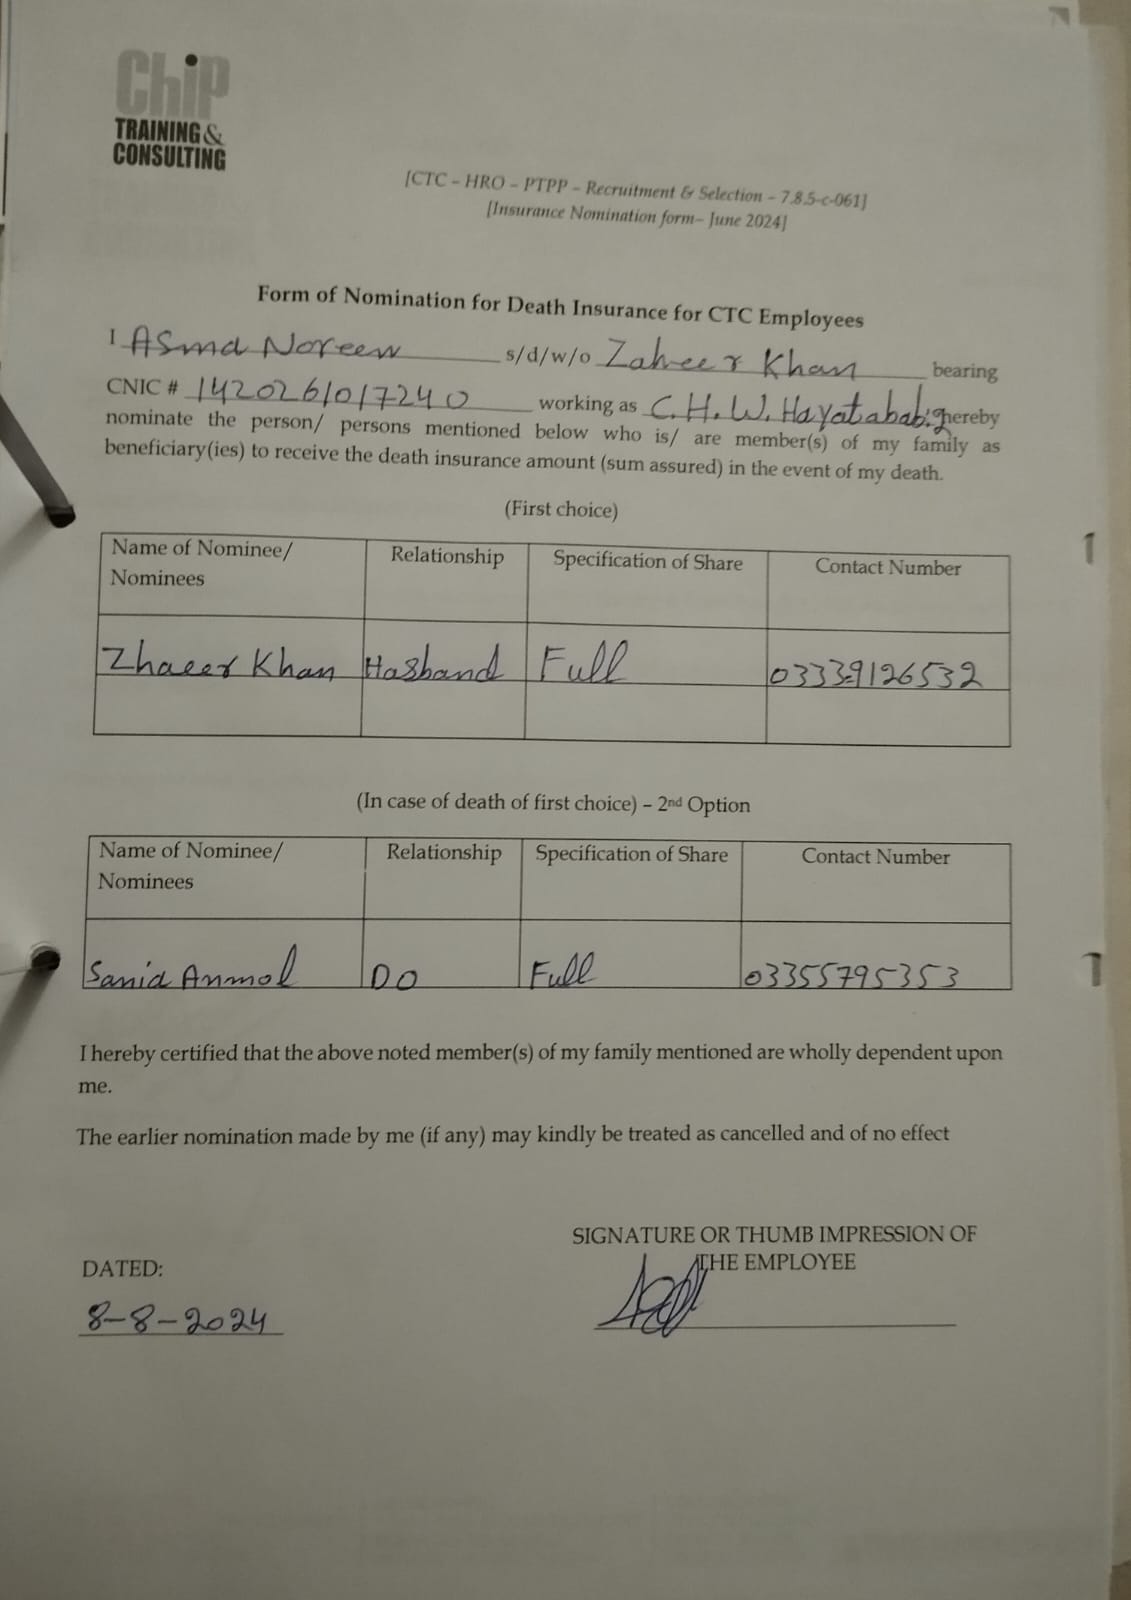 Chip
TRAINING &
CONSULTING
[CTC – HRO – PTPP – Recruitment & Selection – 7.8.5-c-061]
[Insurance Nomination form– June 2024]
Form of Nomination for Death Insurance for CTC Employees
I Asma Noreen s/d/w/o Zaheer Khan bearing
CNIC # 1420261017240 working as C.H.W. Hayatabab hereby
nominate the person/ persons mentioned below who is/ are member(s) of my family as
beneficiary(ies) to receive the death insurance amount (sum assured) in the event of my death.
(First choice)
Name of Nominee/ Relationship Specification of Share Contact Number
Nominees
Zhaeer Khan Hasband Full 03339126532
(In case of death of first choice) – 2nd Option
Name of Nominee/ Relationship Specification of Share Contact Number
Nominees
Sania Anmol DO Full 03355795353
I hereby certified that the above noted member(s) of my family mentioned are wholly dependent upon
me.
The earlier nomination made by me (if any) may kindly be treated as cancelled and of no effect
SIGNATURE OR THUMB IMPRESSION OF
THE EMPLOYEE
DATED:
8-8-2024